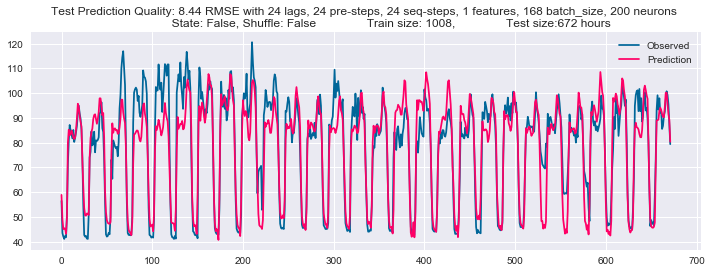 Test Prediction Quality: 8.44 RMSE with 24 lags, 24 pre-steps, 24 seq-steps, 1 features, 168 batch_size, 200 neurons
State: False, Shuffle: False Train size: 1008, Test size:672 hours
Observed
Prediction
120
110
100
90
80
70
60
50
40
0 100 200 300 400 500 600 700